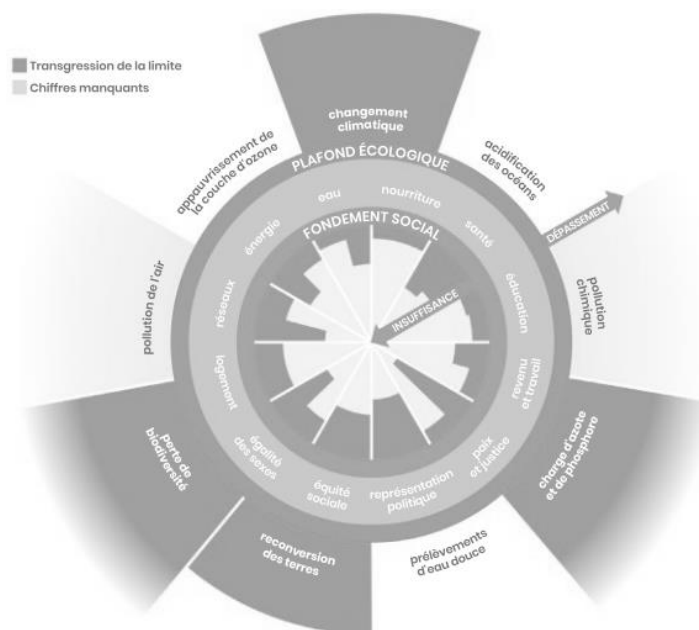 Transgression de la limite
Chiffres manquants
changement
climatique
appauvrissement de
la couche d'ozone
PLAFOND ÉCOLOGIQUE
acidification
des océans
eau
nourriture
énergie
FONDEMENT SOCIAL
santé
DÉPASSEMENT
pollution de l'air
réseaux
INSUFFISANCE
éducation
pollution
chimique
logement
revenu
et travail
perte de
biodiversité
égalité
des sexes
équité
sociale
représentation
politique
paix
et justice
charge d'azote
et de phosphore
reconversion
des terres
prélèvements
d'eau douce